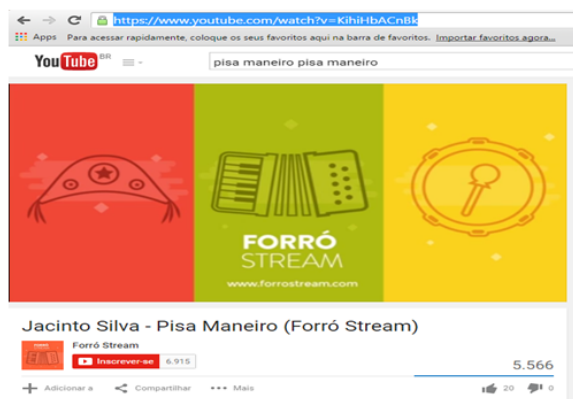 https://www.youtube.com/watch?v=KihiHbACnBk
Apps Para acessar rapidamente, coloque os seus favoritos aqui na barra de favoritos. Importar favoritos agora...
YouTube BR pisa maneiro pisa maneiro
FORRÓ
STREAM
www.forrostream.com
Jacinto Silva - Pisa Maneiro (Forró Stream)
Forró Stream
Inscrever-se 6.915
5.566
Adicionar a Compartilhar Mais 20 0